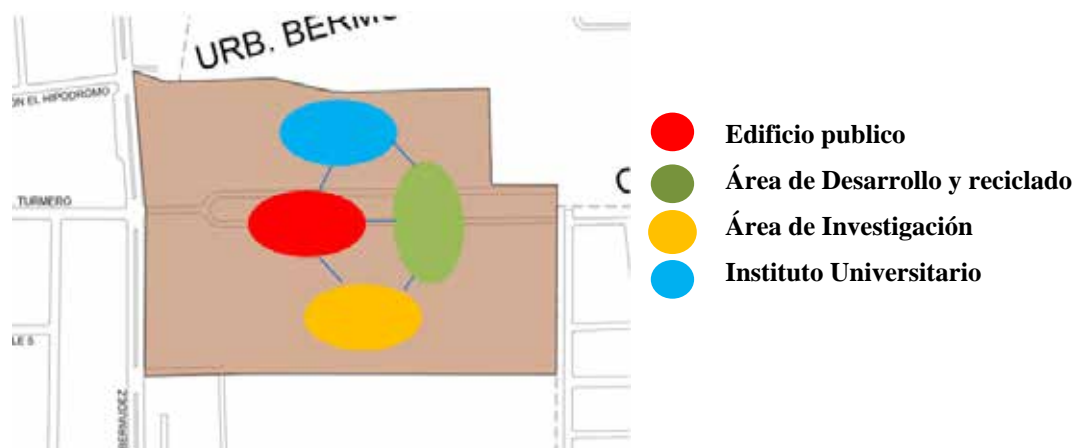 URB. BERMU
ON EL HIPODROMO
TURMERO
LE 5
BERMUDEZ
C
Edificio publico
Área de Desarrollo y reciclado
Área de Investigación
Instituto Universitario